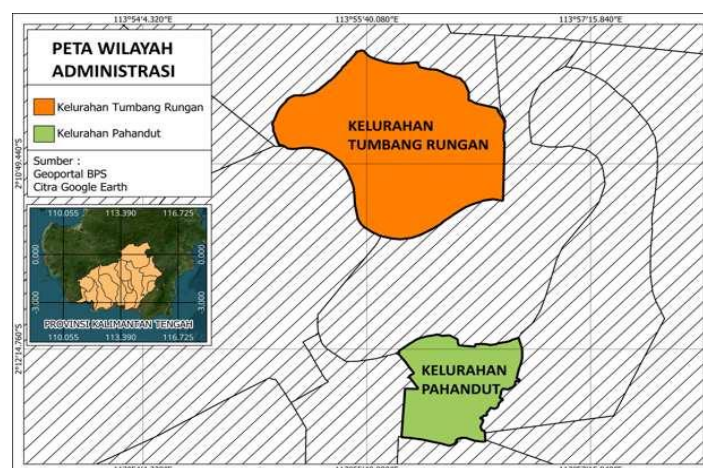 113°54'4.320"E 113°55'40.080"E 113°57'15.840"E
PETA WILAYAH
ADMINISTRASI
Kelurahan Tumbang Rungan
Kelurahan Pahandut
Sumber :
Geoportal BPS
Citra Google Earth
110.055 113.390 116.725
0.000 0.000
-3.000 -3.000
PROVINSI KALIMANTAN TENGAH
110.055 113.390 116.725
2°10'49.440"S
2°12'14.760"S
KELURAHAN
TUMBANG RUNGAN
KELURAHAN
PAHANDUT